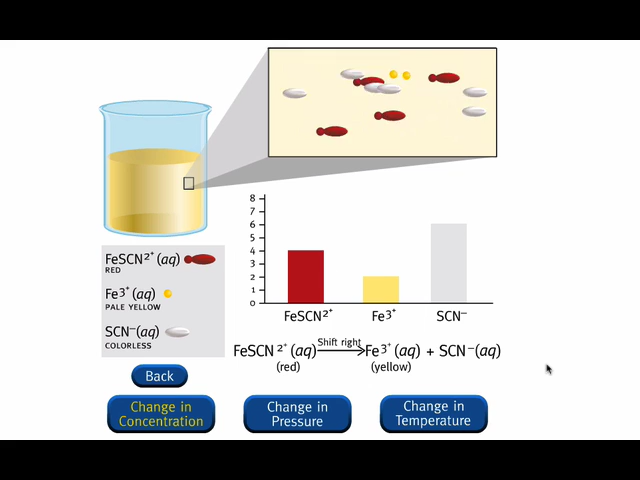 8
7
6
5
4
3
2
1
0
FeSCN²⁺ Fe³⁺ SCN⁻
FeSCN²⁺(aq)
RED
Fe³⁺(aq)
PALE YELLOW
SCN⁻(aq)
COLORLESS
Shift right
FeSCN²⁺(aq) Fe³⁺(aq) + SCN⁻(aq)
(red) (yellow)
Back
Change in
Concentration
Change in
Pressure
Change in
Temperature